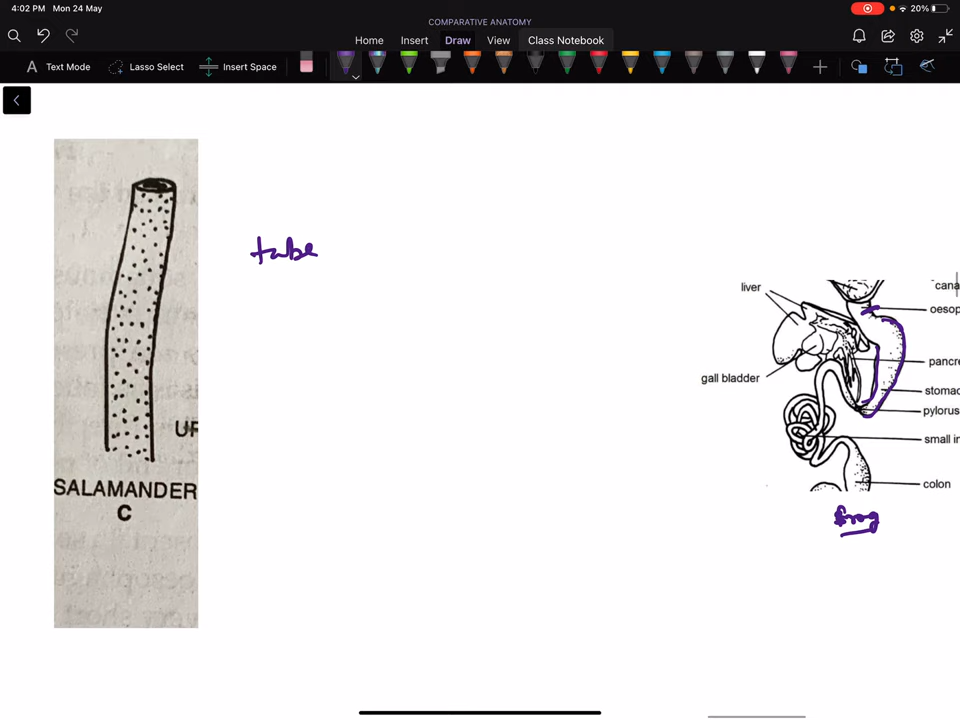 4:02 PM Mon 24 May
20%
COMPARATIVE ANATOMY
Home Insert Draw View Class Notebook
Text Mode Lasso Select Insert Space
tube
liver
cana
oesop
pancre
gall bladder
stomac
pylorus
small in
colon
frog
UR
SALAMANDER
C